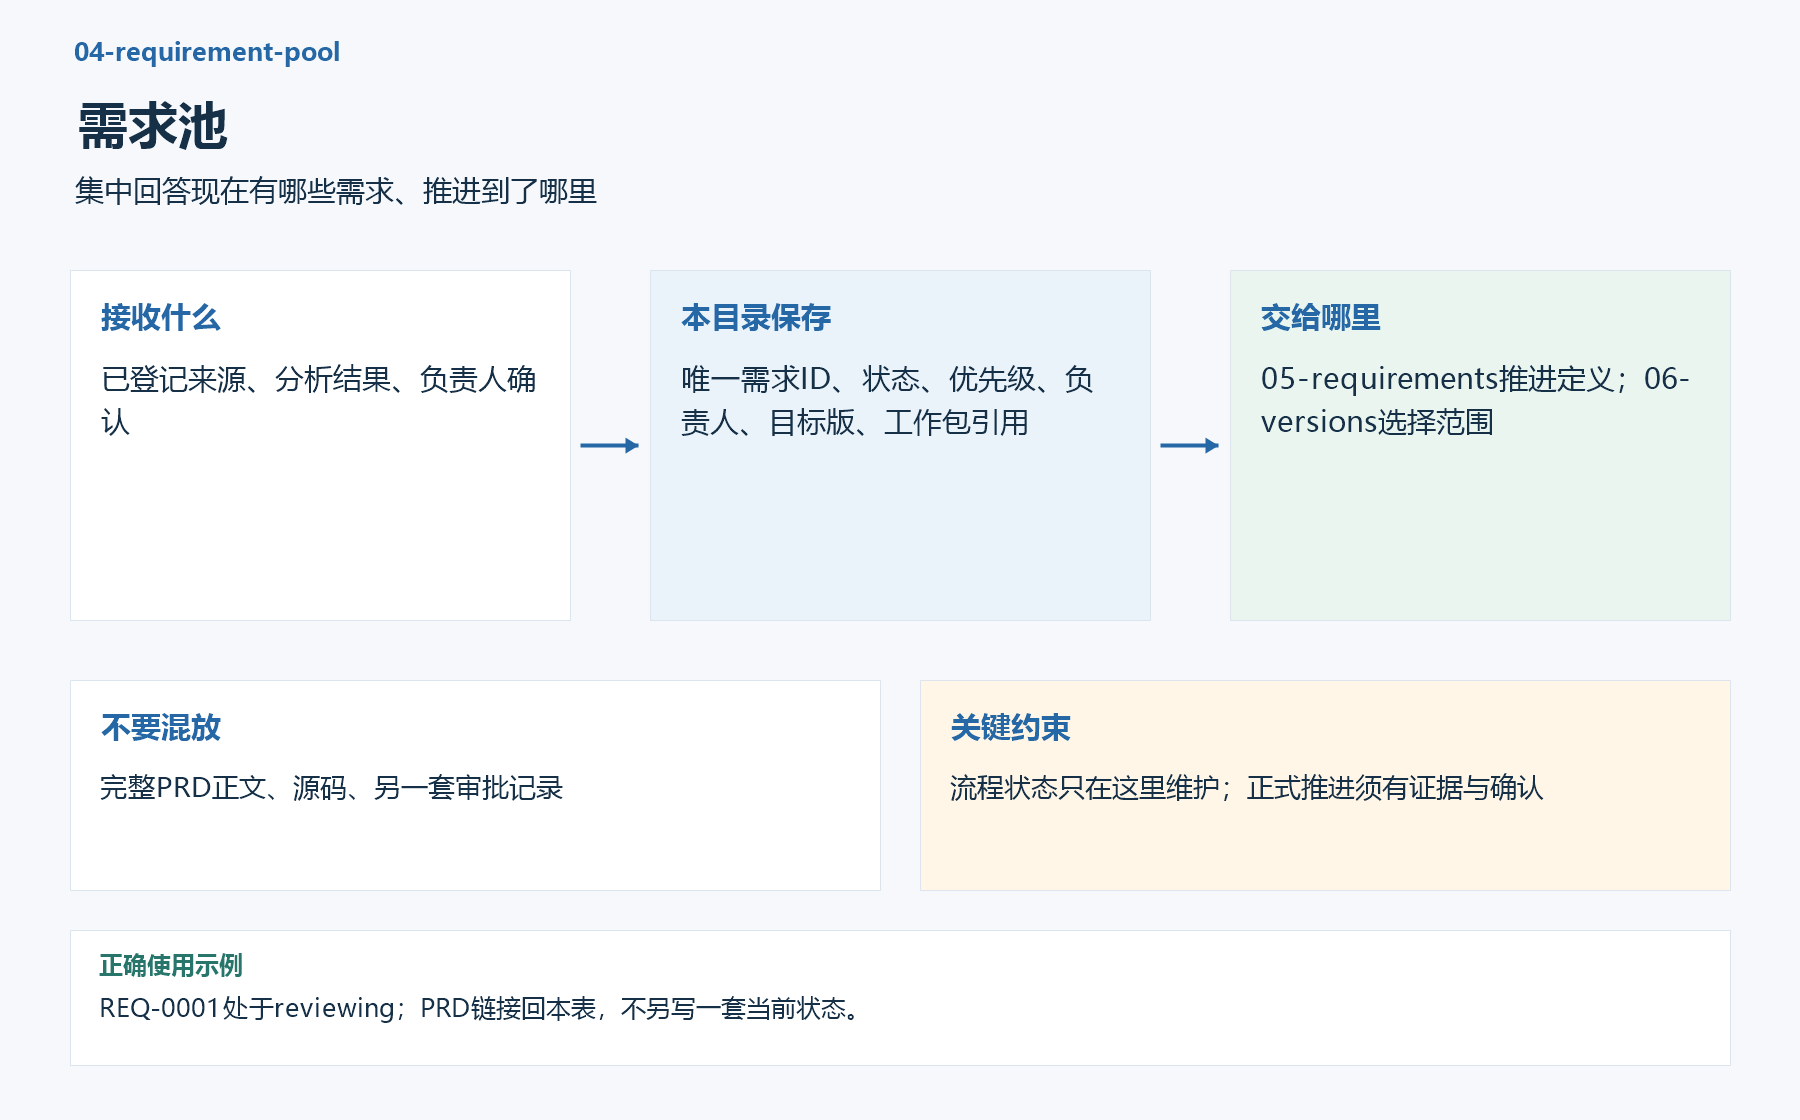 04-requirement-pool
需求池
集中回答现在有哪些需求、推进到了哪里
接收什么
已登记来源、分析结果、负责人确
认
本目录保存
唯一需求ID、状态、优先级、负
责人、目标版、工作包引用
交给哪里
05-requirements推进定义；06-
versions选择范围
不要混放
完整PRD正文、源码、另一套审批记录
关键约束
流程状态只在这里维护；正式推进须有证据与确认
正确使用示例
REQ-0001处于reviewing；PRD链接回本表，不另写一套当前状态。